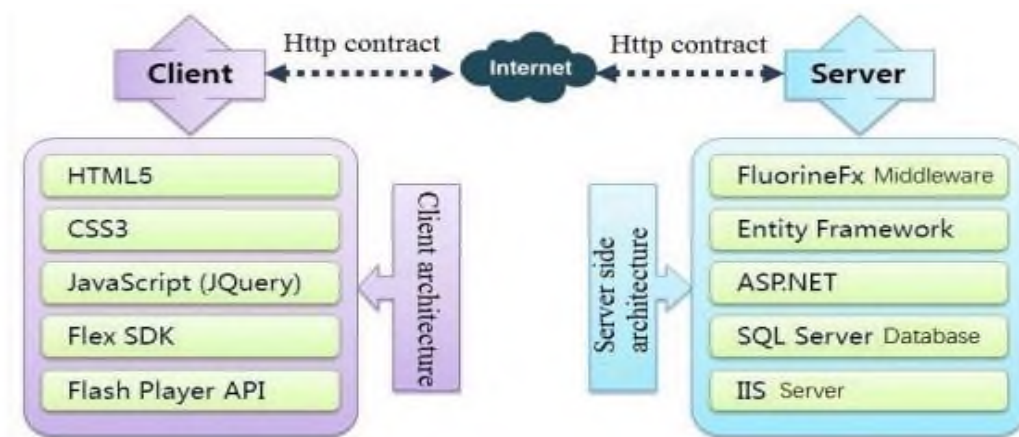 Http contract
Http contract
Client
Internet
Server
HTML5
CSS3
JavaScript (JQuery)
Flex SDK
Flash Player API
Client architecture
Server side
architecture
FluorineFx Middleware
Entity Framework
ASP.NET
SQL Server Database
IIS Server